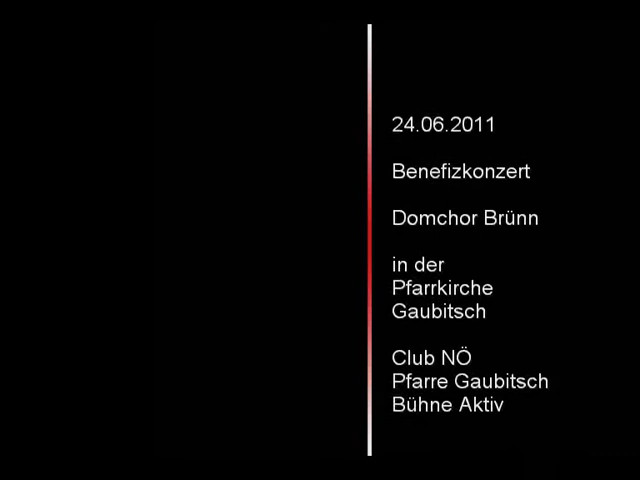 24.06.2011
Benefizkonzert
Domchor Brünn
in der
Pfarrkirche
Gaubitsch
Club NÖ
Pfarre Gaubitsch
Bühne Aktiv